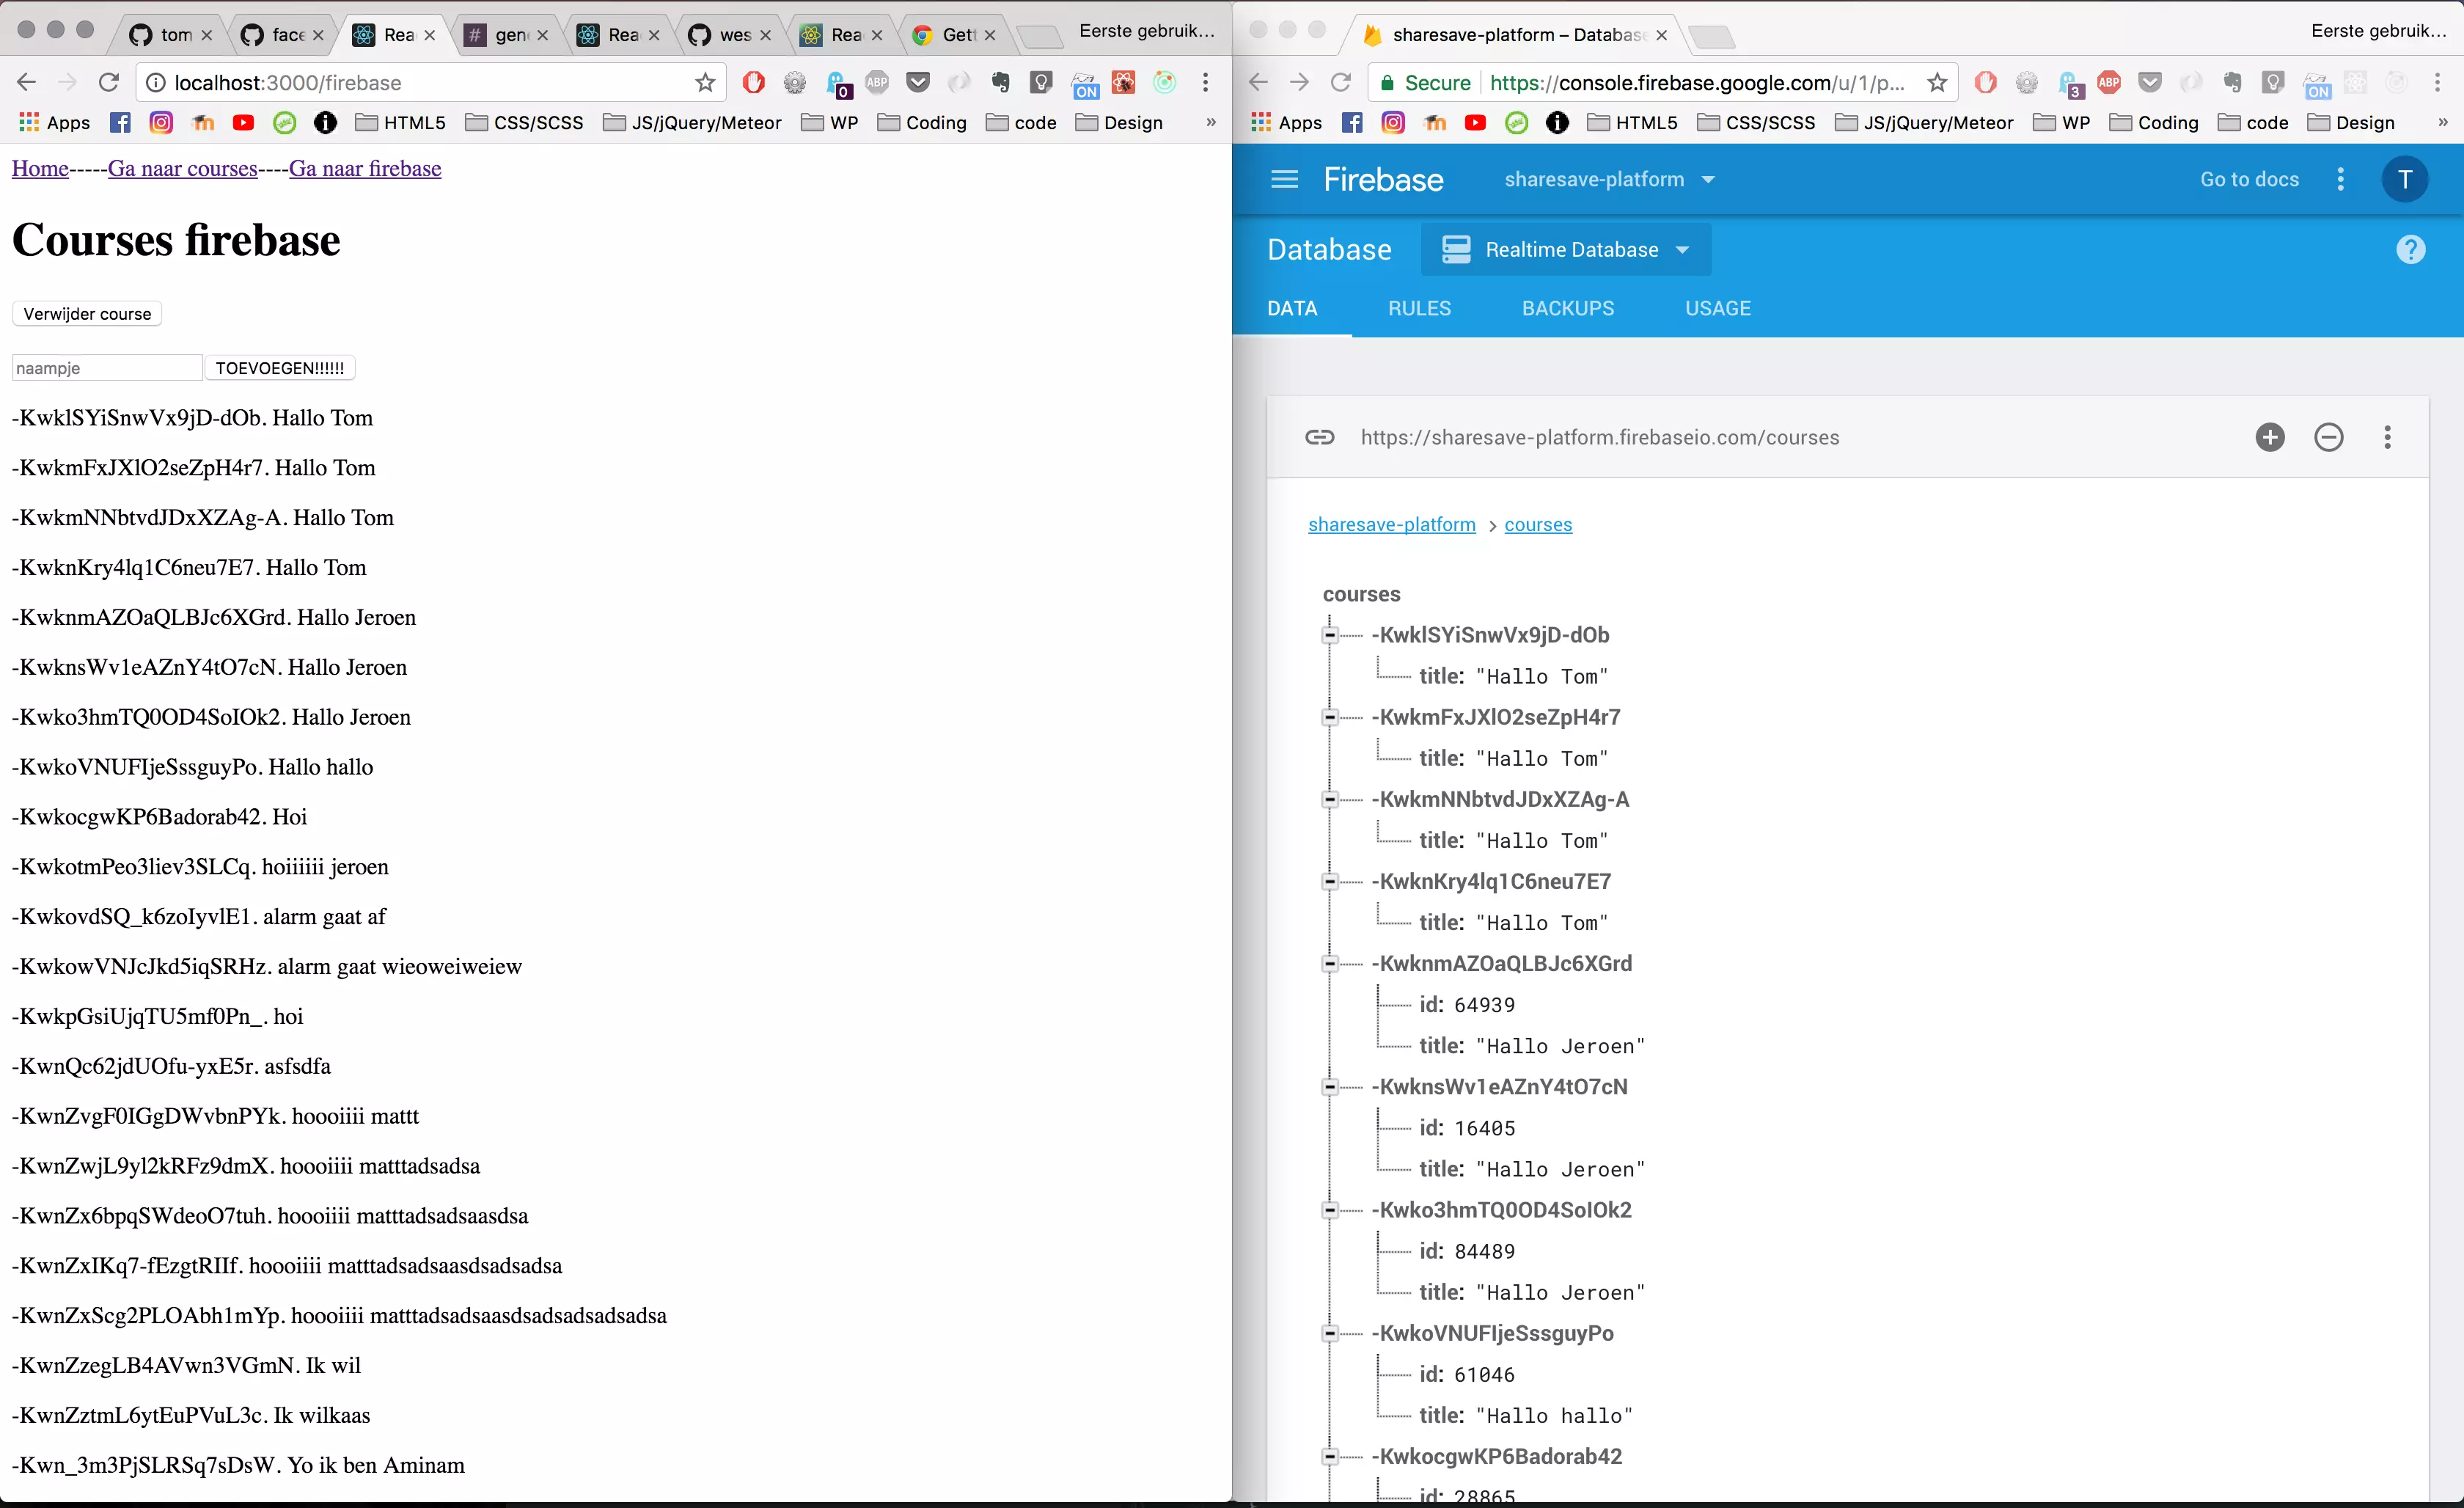 tom face Rea # gen Rea wes Rea Gett Eerste gebruik...
localhost:3000/firebase 0 ABP ON
Apps HTML5 CSS/SCSS JS/jQuery/Meteor WP Coding code Design »
Home-----Ga naar courses----Ga naar firebase
Courses firebase
Verwijder course
naampje TOEVOEGEN!!!!!!
-KwklSYiSnwVx9jD-dOb. Hallo Tom
-KwkmFxJXlO2seZpH4r7. Hallo Tom
-KwkmNNbtvdJDxXZAg-A. Hallo Tom
-KwknKry4lq1C6neu7E7. Hallo Tom
-KwknmAZOaQLBJc6XGrd. Hallo Jeroen
-KwknsWv1eAZnY4tO7cN. Hallo Jeroen
-Kwko3hmTQ0OD4SoIOk2. Hallo Jeroen
-KwkoVNUFIjeSssguyPo. Hallo hallo
-KwkocgwKP6Badorab42. Hoi
-KwkotmPeo3liev3SLCq. hoiiiiii jeroen
-KwkovdSQ_k6zoIyvlE1. alarm gaat af
-KwkowVNJcJkd5iqSRHz. alarm gaat wieoweiweiew
-KwkpGsiUjqTU5mf0Pn_. hoi
-KwnQc62jdUOfu-yxE5r. asfsdfa
-KwnZvgF0IGgDWvbnPYk. hoooiiii mattt
-KwnZwjL9yl2kRFz9dmX. hoooiiii matttadsadsa
-KwnZx6bpqSWdeoO7tuh. hoooiiii matttadsadsaasdsa
-KwnZxIKq7-fEzgtRIIf. hoooiiii matttadsadsaasdsadsadsa
-KwnZxScg2PLOAbh1mYp. hoooiiii matttadsadsaasdsadsadsadsadsa
-KwnZzegLB4AVwn3VGmN. Ik wil
-KwnZztmL6ytEuPVuL3c. Ik wilkaas
-Kwn_3m3PjSLRSq7sDsW. Yo ik ben Aminam
sharesave-platform – Database Eerste gebruik...
Secure https://console.firebase.google.com/u/1/p... 3 ABP ON
Apps HTML5 CSS/SCSS JS/jQuery/Meteor WP Coding code Design »
Firebase sharesave-platform Go to docs T
Database Realtime Database ?
DATA RULES BACKUPS USAGE
https://sharesave-platform.firebaseio.com/courses
sharesave-platform > courses
courses
-KwklSYiSnwVx9jD-dOb
title: "Hallo Tom"
-KwkmFxJXlO2seZpH4r7
title: "Hallo Tom"
-KwkmNNbtvdJDxXZAg-A
title: "Hallo Tom"
-KwknKry4lq1C6neu7E7
title: "Hallo Tom"
-KwknmAZOaQLBJc6XGrd
id: 64939
title: "Hallo Jeroen"
-KwknsWv1eAZnY4tO7cN
id: 16405
title: "Hallo Jeroen"
-Kwko3hmTQ0OD4SoIOk2
id: 84489
title: "Hallo Jeroen"
-KwkoVNUFIjeSssguyPo
id: 61046
title: "Hallo hallo"
-KwkocgwKP6Badorab42
id: 28865